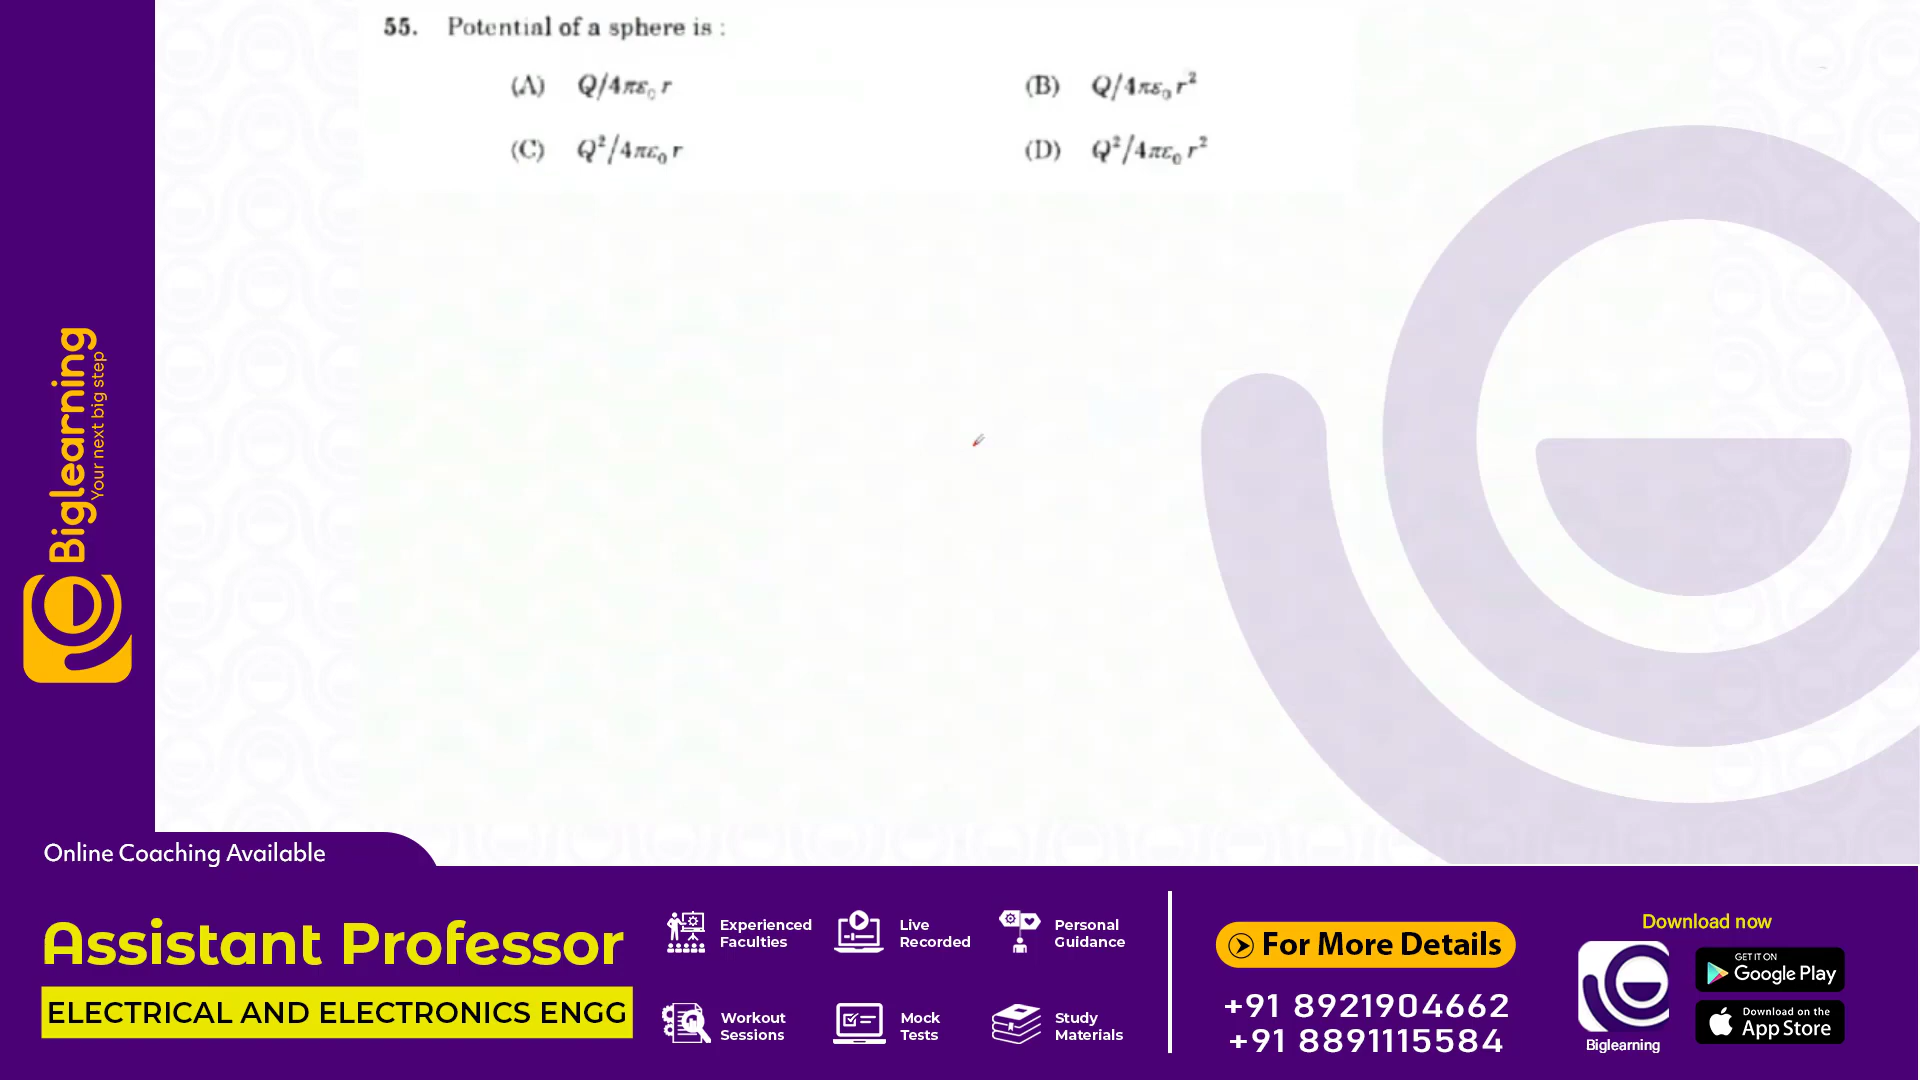 55. Potential of a sphere is :
(A) Q/4πε₀ r
(B) Q/4πε₀ r²
(C) Q²/4πε₀ r
(D) Q²/4πε₀ r²
Biglearning
Your next big step
Online Coaching Available
Assistant Professor
ELECTRICAL AND ELECTRONICS ENGG
Experienced
Faculties
Live
Recorded
Personal
Guidance
Workout
Sessions
Mock
Tests
Study
Materials
For More Details
+91 8921904662
+91 8891115584
Download now
Biglearning
GET IT ON
Google Play
Download on the
App Store